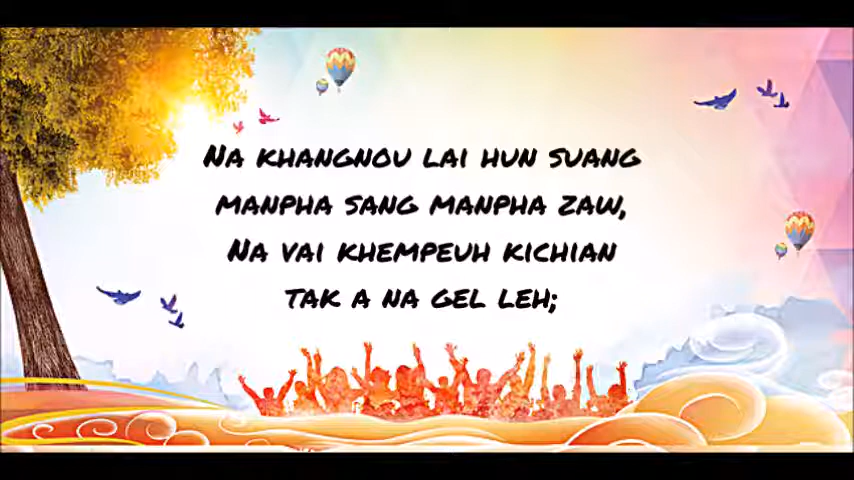 Na khangnou lai hun suang
manpha sang manpha zaw,
Na vai khempeuh kichian
tak a na gel leh;